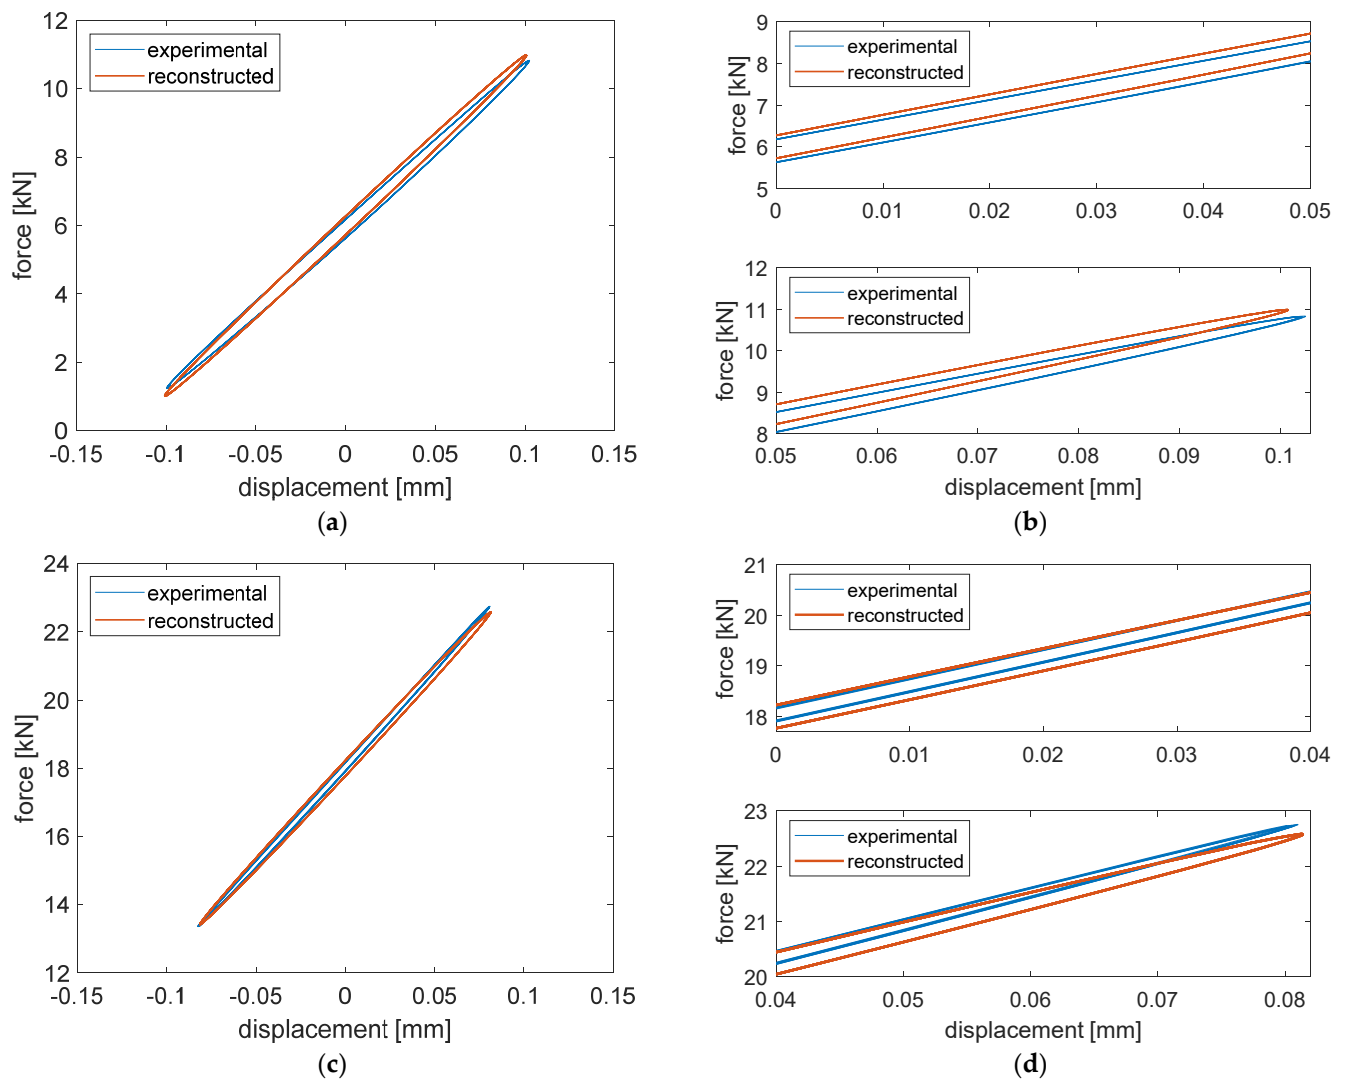 12
10
8
6
4
2
0
force [kN]
experimental
reconstructed
-0.15 -0.1 -0.05 0 0.05 0.1 0.15
displacement [mm]
(a)
9
8
7
6
5
force [kN]
experimental
reconstructed
0 0.01 0.02 0.03 0.04 0.05
12
11
10
9
8
force [kN]
experimental
reconstructed
0.05 0.06 0.07 0.08 0.09 0.1
displacement [mm]
(b)
24
22
20
18
16
14
12
force [kN]
experimental
reconstructed
-0.15 -0.1 -0.05 0 0.05 0.1 0.15
displacement [mm]
(c)
21
20
19
18
force [kN]
experimental
reconstructed
0 0.01 0.02 0.03 0.04
23
22
21
20
force [kN]
experimental
reconstructed
0.04 0.05 0.06 0.07 0.08
displacement [mm]
(d)